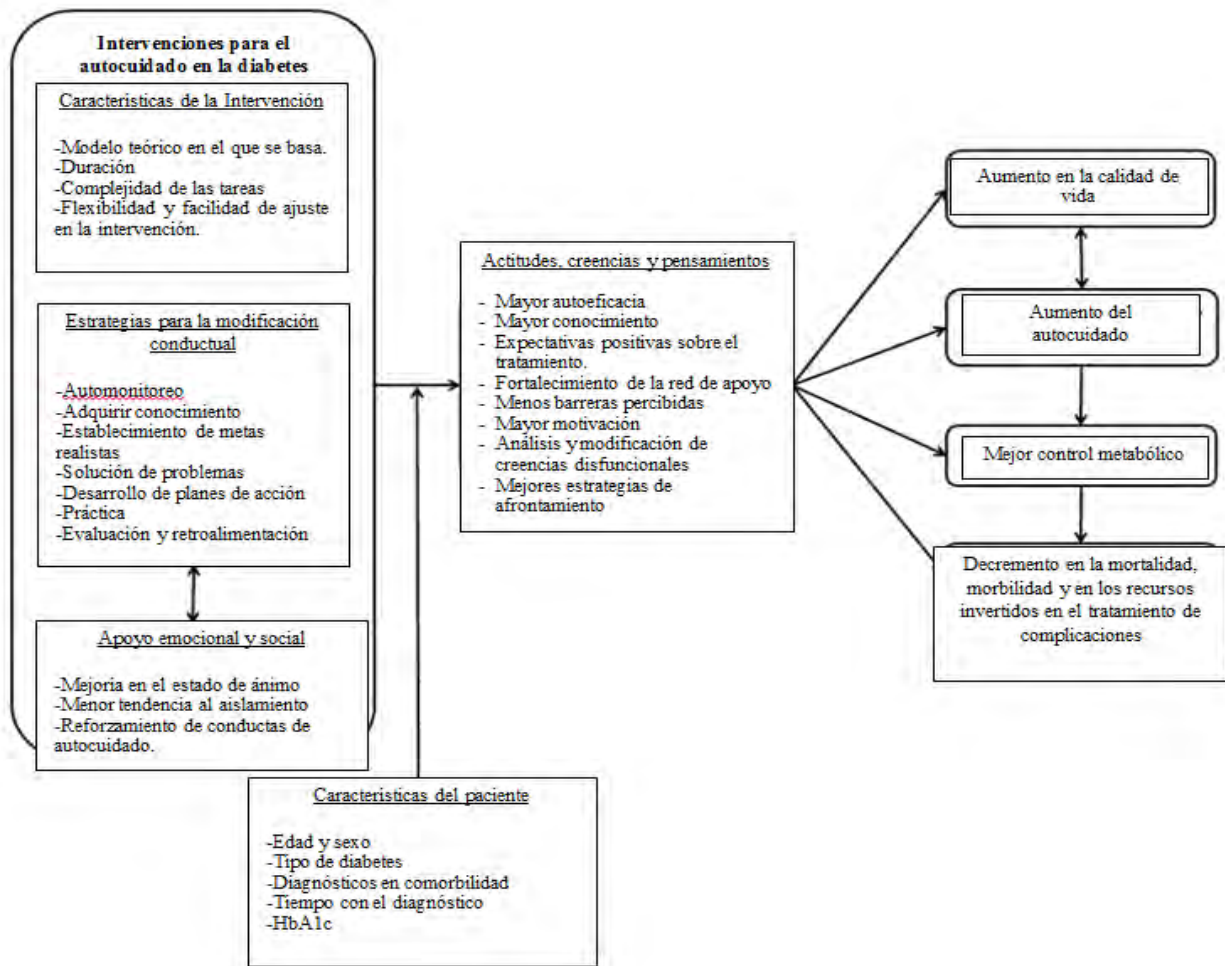 Intervenciones para el
autocuidado en la diabetes
Características de la Intervención
-Modelo teórico en el que se basa.
-Duración
-Complejidad de las tareas
-Flexibilidad y facilidad de ajuste
en la intervención.
Estrategias para la modificación
conductual
-Automonitoreo
-Adquirir conocimiento
-Establecimiento de metas
realistas
-Solución de problemas
-Desarrollo de planes de acción
-Práctica
-Evaluación y retroalimentación
Apoyo emocional y social
-Mejoría en el estado de ánimo
-Menor tendencia al aislamiento
-Reforzamiento de conductas de
autocuidado.
Características del paciente
-Edad y sexo
-Tipo de diabetes
-Diagnósticos en comorbilidad
-Tiempo con el diagnóstico
-HbA1c
Actitudes, creencias y pensamientos
- Mayor autoeficacia
- Mayor conocimiento
- Expectativas positivas sobre el
tratamiento.
- Fortalecimiento de la red de apoyo
- Menos barreras percibidas
- Mayor motivación
- Análisis y modificación de
creencias disfuncionales
- Mejores estrategias de
afrontamiento
Aumento en la calidad de
vida
Aumento del
autocuidado
Mejor control metabólico
Decremento en la mortalidad,
morbilidad y en los recursos
invertidos en el tratamiento de
complicaciones